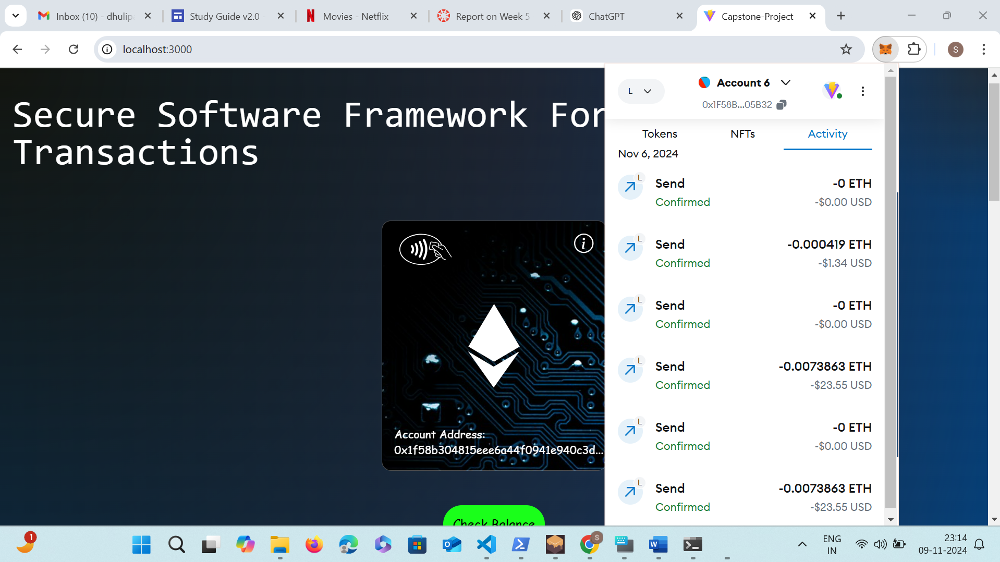 Inbox (10) - dhulip
Study Guide v2.0 -
Movies - Netflix
Report on Week 5
ChatGPT
Capstone-Project
localhost:3000
S
Secure Software Framework For
Transactions
Account Address:
0x1f58b304815eee6a44f0941e940c3d...
Check Balance
L
Account 6
0x1F58B...05B32
Tokens
NFTs
Activity
Nov 6, 2024
L
Send
-0 ETH
Confirmed
-$0.00 USD
L
Send
-0.000419 ETH
Confirmed
-$1.34 USD
L
Send
-0 ETH
Confirmed
-$0.00 USD
L
Send
-0.0073863 ETH
Confirmed
-$23.55 USD
L
Send
-0 ETH
Confirmed
-$0.00 USD
L
Send
-0.0073863 ETH
Confirmed
-$23.55 USD
1
S
ENG
IN
23:14
09-11-2024